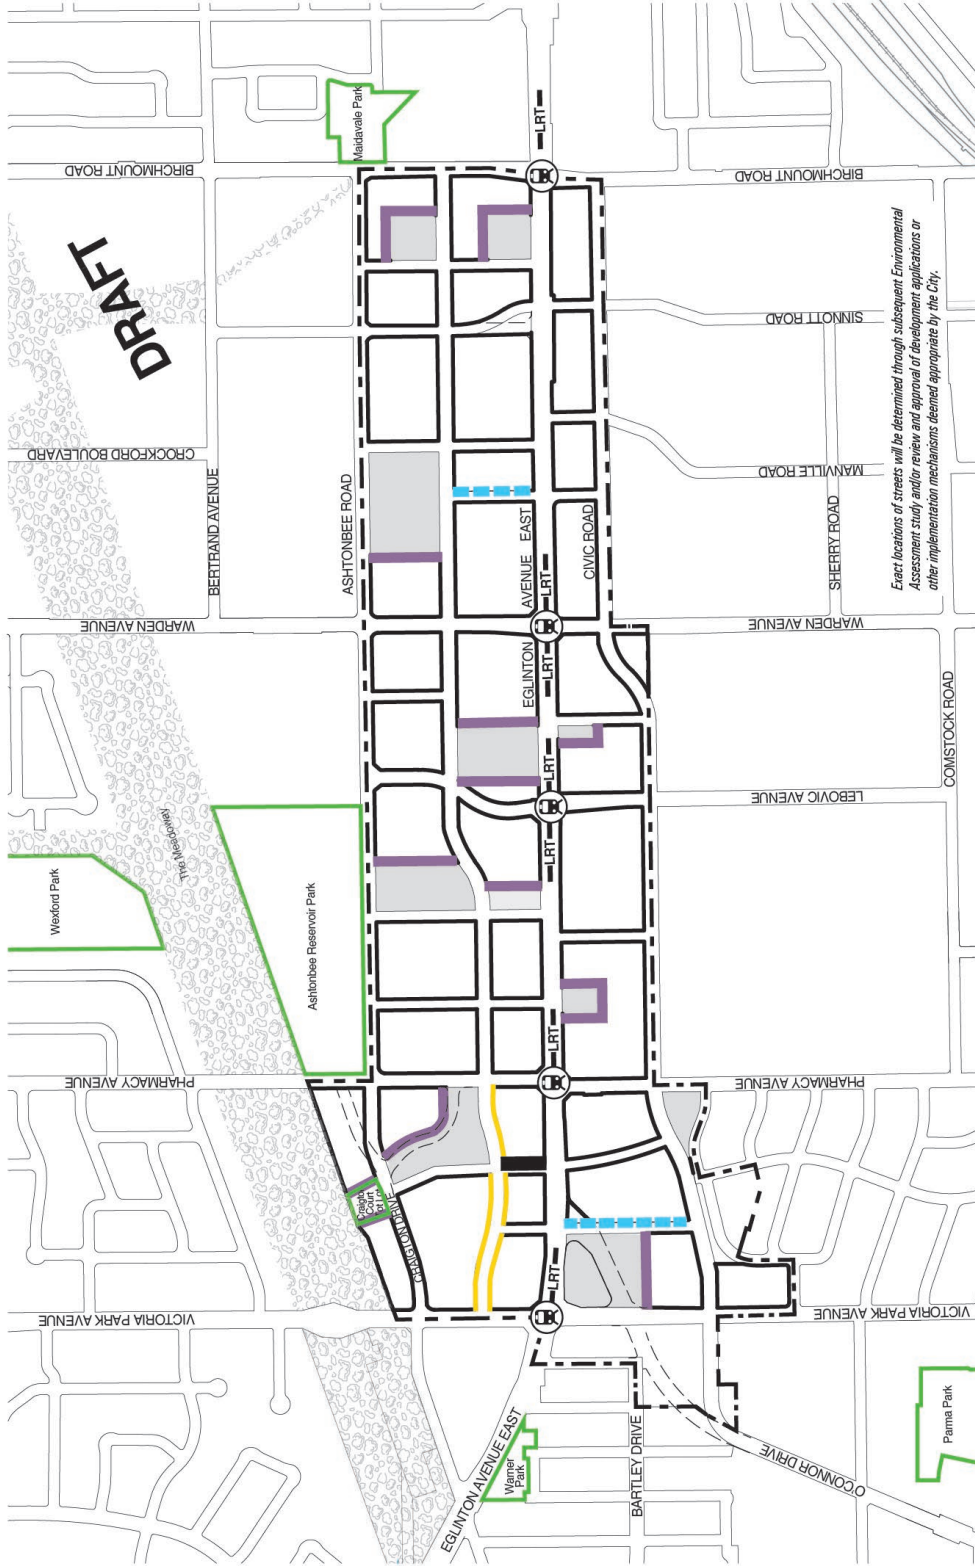 DRAFT
Maidavale Park
BIRCHMOUNT ROAD
BIRCHMOUNT ROAD
LRT
SINNOTT ROAD
CROCKFORD BOULEVARD
MANVILLE ROAD
BERTRAND AVENUE
ASHTONBEE ROAD
EGLINTON AVENUE EAST
CIVIC ROAD
SHERRY ROAD
Exact locations of streets will be determined through subsequent Environmental
Assessment study and/or review and approval of development applications or
other implementation mechanisms deemed appropriate by the City.
WARDEN AVENUE
LRT
WARDEN AVENUE
LRT
COMSTOCK ROAD
LRT
LEBOVIC AVENUE
LRT
The Meadoway
Wexford Park
Ashtonbee Reservoir Park
LRT
PHARMACY AVENUE
PHARMACY AVENUE
Craigton
Court
CRAIGTON DRIVE
LRT
VICTORIA PARK AVENUE
VICTORIA PARK AVENUE
EGLINTON AVENUE EAST
Warner
Park
BARTLEY DRIVE
O'CONNOR DRIVE
Parma Park